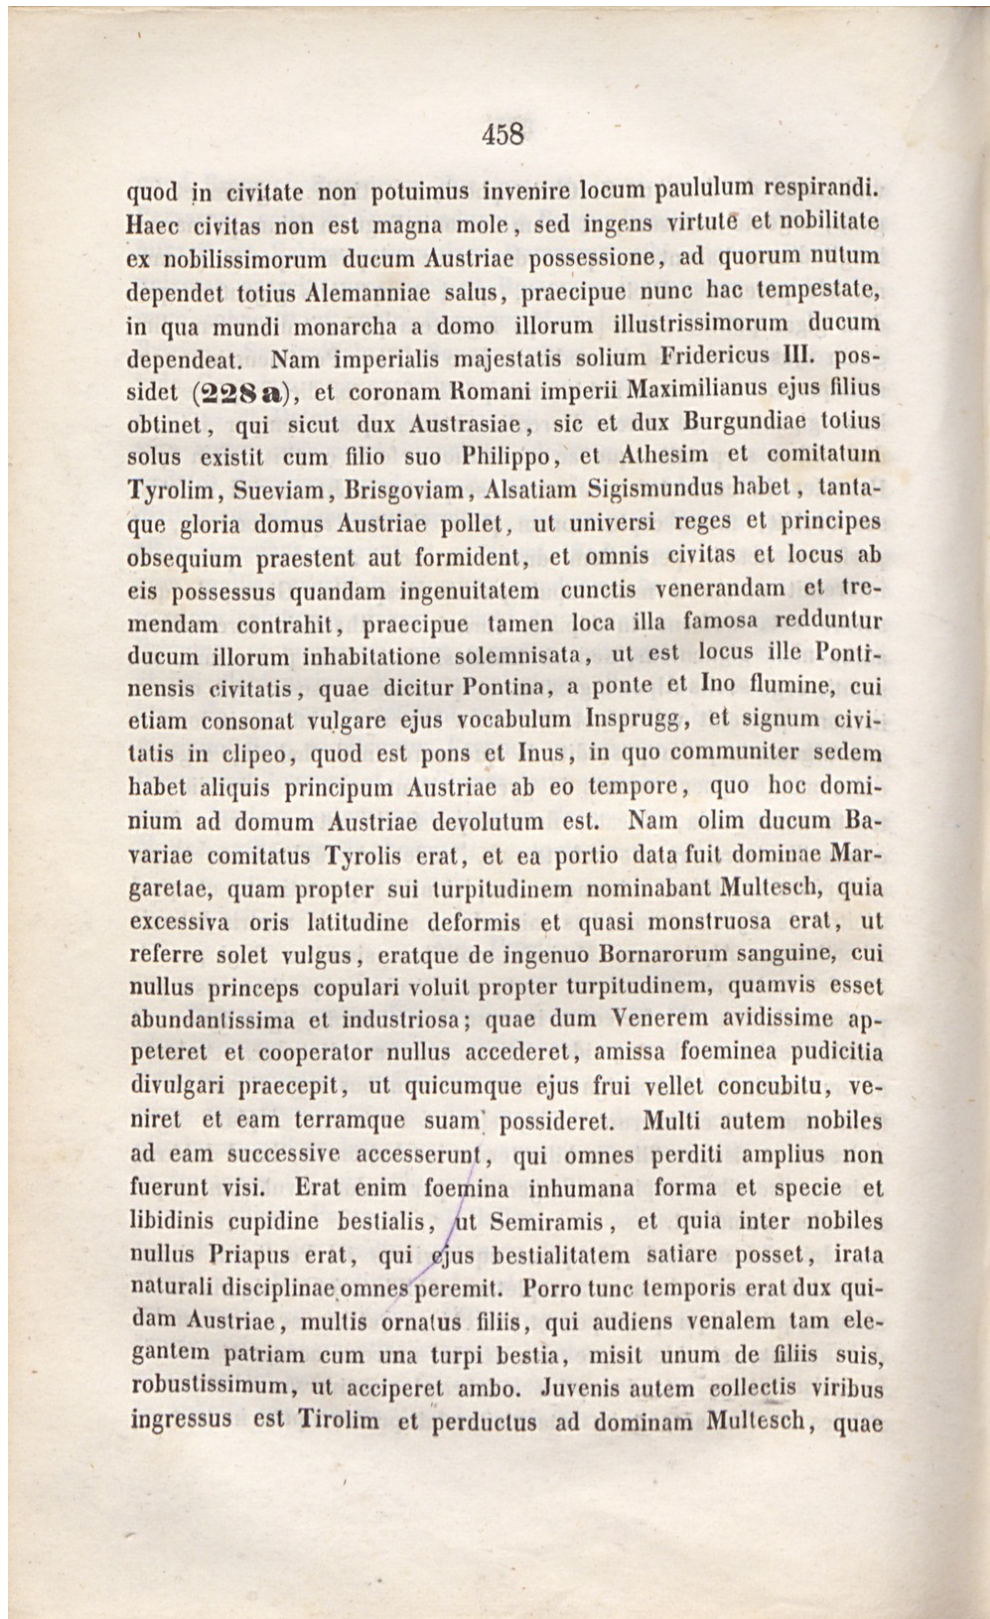 458
quod in civitate non potuimus invenire locum paululum respirandi.
Haec civitas non est magna mole, sed ingens virtute et nobilitate
ex nobilissimorum ducum Austriae possessione, ad quorum nutum
dependet totius Alemanniae salus, praecipue nunc hac tempestate,
in qua mundi monarcha a domo illorum illustrissimorum ducum
dependeat. Nam imperialis majestatis solium Fridericus III. pos-
sidet (228 a), et coronam Romani imperii Maximilianus ejus filius
obtinet, qui sicut dux Austrasiae, sic et dux Burgundiae totius
solus existit cum filio suo Philippo, et Athesim et comitatum
Tyrolim, Sueviam, Brisgoviam, Alsatiam Sigismundus habet, tanta-
que gloria domus Austriae pollet, ut universi reges et principes
obsequium praestent aut formident, et omnis civitas et locus ab
eis possessus quandam ingenuitatem cunctis venerandam et tre-
mendam contrahit, praecipue tamen loca illa famosa redduntur
ducum illorum inhabitatione solemnisata, ut est locus ille Ponti-
nensis civitatis, quae dicitur Pontina, a ponte et Ino flumine, cui
etiam consonat vulgare ejus vocabulum Insprugg, et signum civi-
tatis in clipeo, quod est pons et Inus, in quo communiter sedem
habet aliquis principum Austriae ab eo tempore, quo hoc domi-
nium ad domum Austriae devolutum est. Nam olim ducum Ba-
variae comitatus Tyrolis erat, et ea portio data fuit dominae Mar-
garetae, quam propter sui turpitudinem nominabant Multesch, quia
excessiva oris latitudine deformis et quasi monstruosa erat, ut
referre solet vulgus, eratque de ingenuo Bornarorum sanguine, cui
nullus princeps copulari voluit propter turpitudinem, quamvis esset
abundantissima et industriosa; quae dum Venerem avidissime ap-
peteret et cooperator nullus accederet, amissa foeminea pudicitia
divulgari praecepit, ut quicumque ejus frui vellet concubitu, ve-
niret et eam terramque suam possideret. Multi autem nobiles
ad eam successive accesserunt, qui omnes perditi amplius non
fuerunt visi. Erat enim foemina inhumana forma et specie et
libidinis cupidine bestialis, ut Semiramis, et quia inter nobiles
nullus Priapus erat, qui ejus bestialitatem satiare posset, irata
naturali disciplinae omnes peremit. Porro tunc temporis erat dux qui-
dam Austriae, multis ornatus filiis, qui audiens venalem tam ele-
gantem patriam cum una turpi bestia, misit unum de filiis suis,
robustissimum, ut acciperet ambo. Juvenis autem collectis viribus
ingressus est Tirolim et perductus ad dominam Multesch, quae